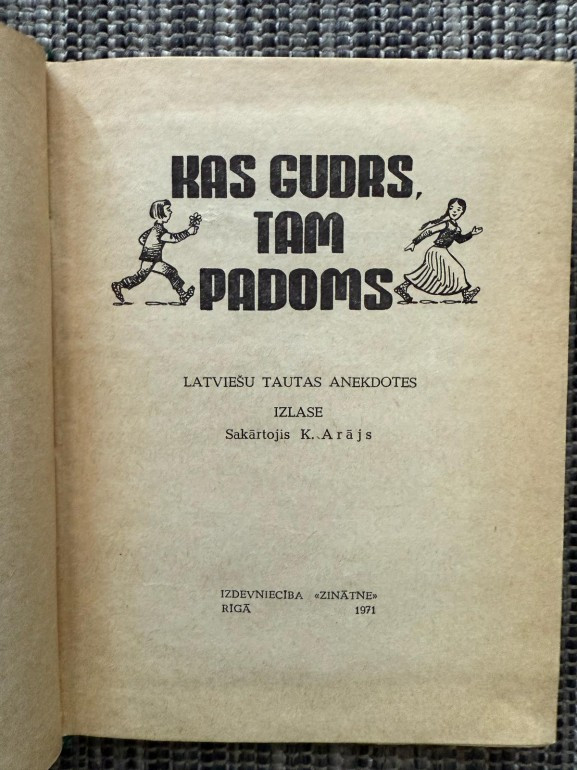 KAS GUDRS,
TAM
PADOMS
LATVIEŠU TAUTAS ANEKDOTES
IZLASE
Sakārtojis K. Arājs
IZDEVNIECĪBA «ZINĀTNE»
RĪGĀ 1971